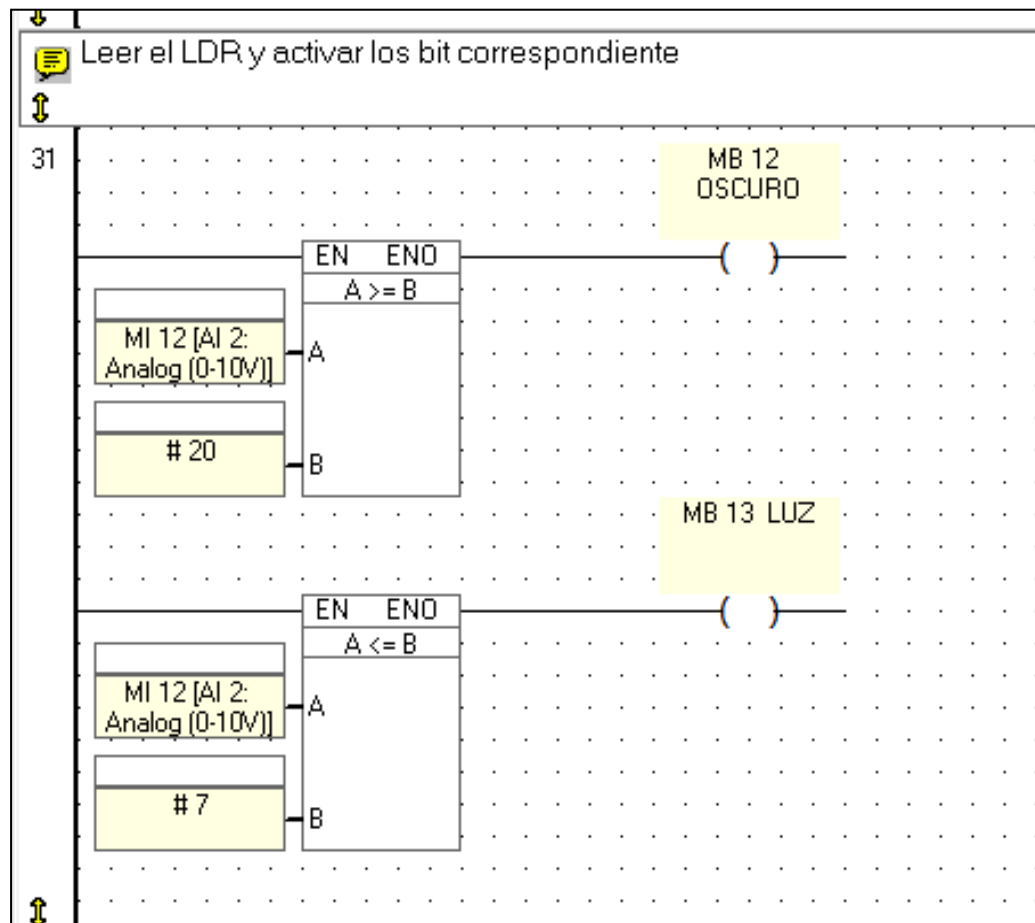 Leer el LDR y activar los bit correspondiente
31
MB 12
OSCURO
EN ENO
A >= B
MI 12 [AI 2:
Analog (0-10V)]
A
# 20
B
MB 13 LUZ
EN ENO
A <= B
MI 12 [AI 2:
Analog (0-10V)]
A
# 7
B